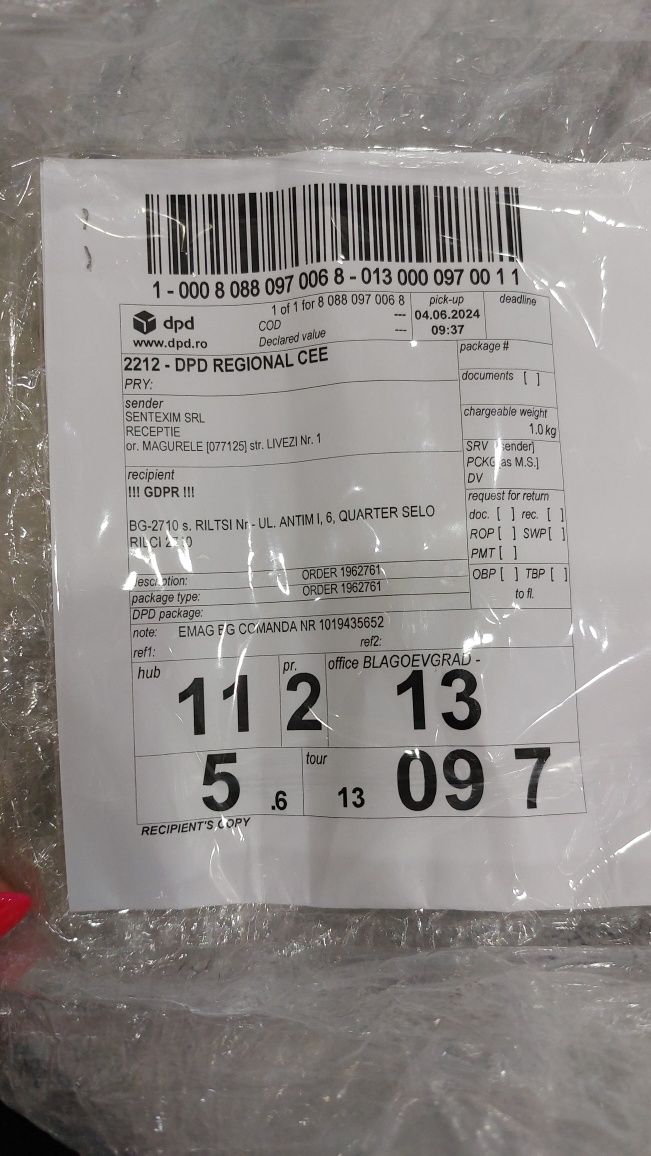 1 - 000 8 088 097 006 8 - 013 000 097 00 1 1
1 of 1 for 8 088 097 006 8
pick-up
deadline
dpd
COD
---
04.06.2024
www.dpd.ro
Declared value
---
09:37
2212 - DPD REGIONAL CEE
package #
PRY:
documents [ ]
sender
SENTEXIM SRL
RECEPTIE
or. MAGURELE [077125] str. LIVEZI Nr. 1
chargeable weight
1.0 kg
SRV [sender]
PCKG [as M.S.]
DV
recipient
!!! GDPR !!!
BG-2710 s. RILTSI Nr - UL. ANTIM I, 6, QUARTER SELO
RILCI 2710
request for return
doc. [ ] rec. [ ]
ROP [ ] SWP [ ]
PMT [ ]
OBP [ ] TBP [ ]
to fl.
description: ORDER 1962761
package type: ORDER 1962761
DPD package:
note: EMAG BG COMANDA NR 1019435652
ref1:
ref2:
hub
11
pr.
2
office BLAGOEVGRAD -
13
5 .6
tour
13 09 7
RECIPIENT'S COPY